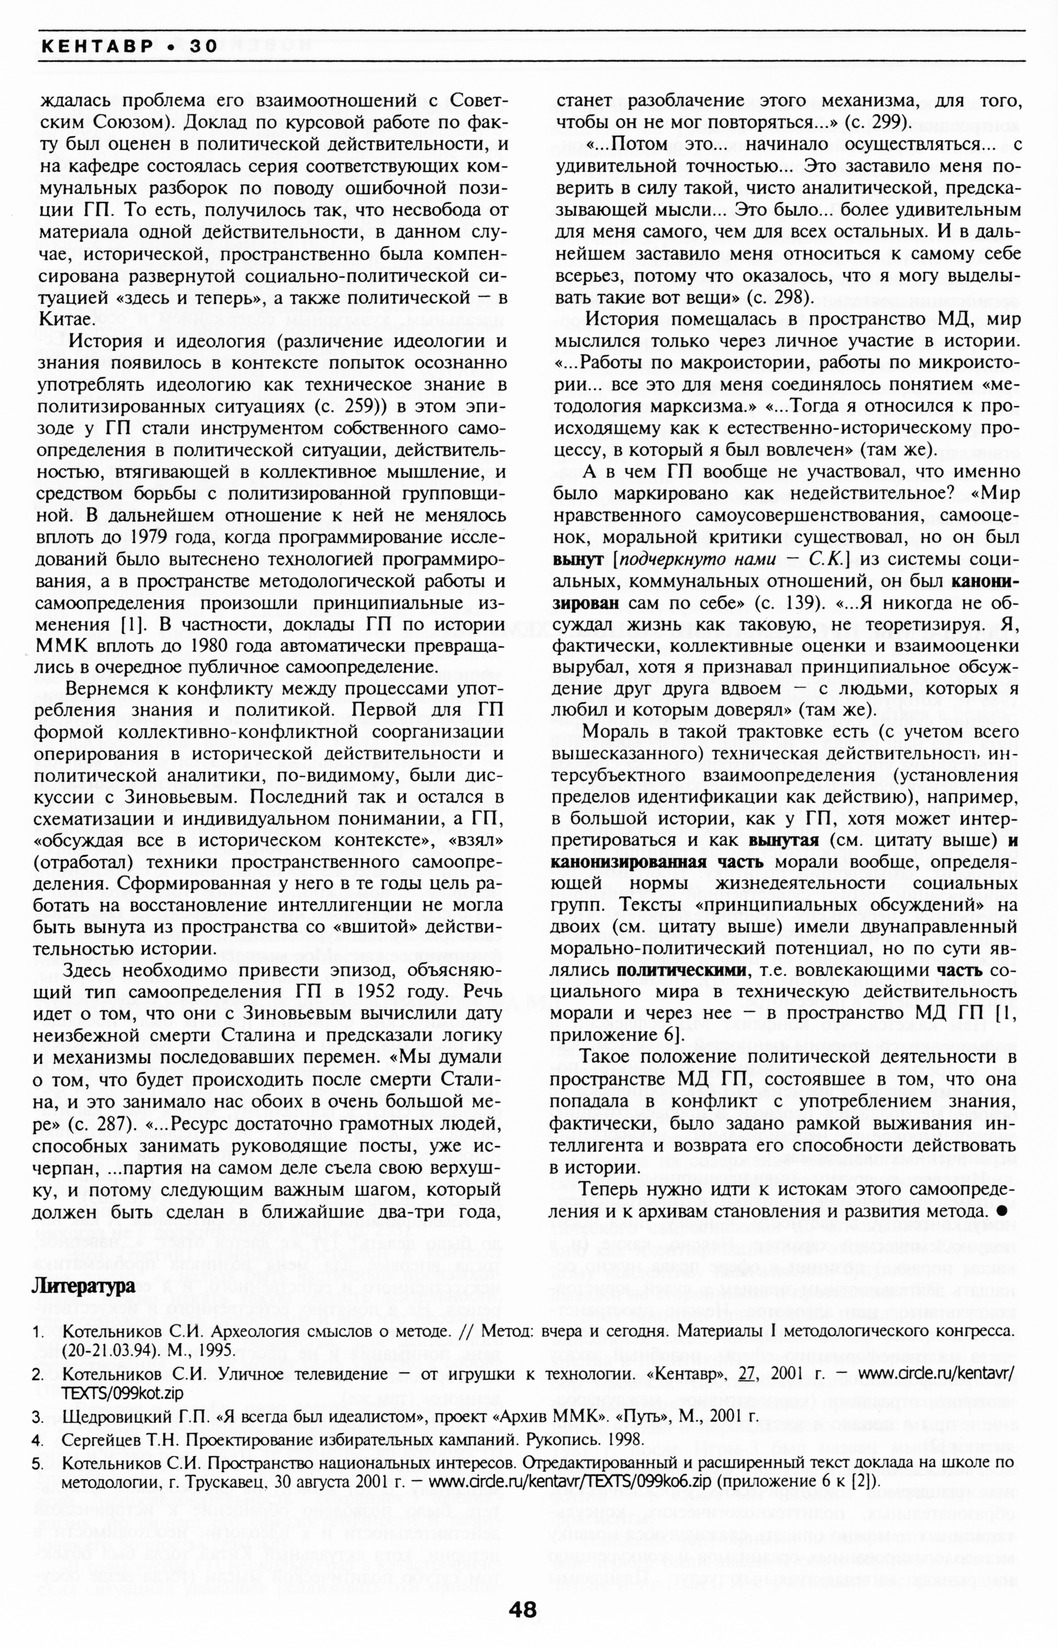 КЕНТАВР • 30
ждалась проблема его взаимоотношений с Совет-
ским Союзом). Доклад по курсовой работе по фак-
ту был оценен в политической действительности, и
на кафедре состоялась серия соответствующих ком-
мунальных разборок по поводу ошибочной пози-
ции ГП. То есть, получилось так, что несвобода от
материала одной действительности, в данном слу-
чае, исторической, пространственно была компен-
сирована развернутой социально-политической си-
туацией «здесь и теперь», а также политической — в
Китае.
История и идеология (различение идеологии и
знания появилось в контексте попыток осознанно
употреблять идеологию как техническое знание в
политизированных ситуациях (с. 259)) в этом эпи-
зоде у ГП стали инструментом собственного само-
определения в политической ситуации, действитель-
ностью, втягивающей в коллективное мышление, и
средством борьбы с политизированной групповщи-
ной. В дальнейшем отношение к ней не менялось
вплоть до 1979 года, когда программирование иссле-
дований было вытеснено технологией программиро-
вания, а в пространстве методологической работы и
самоопределения произошли принципиальные из-
менения [1]. В частности, доклады ГП по истории
ММК вплоть до 1980 года автоматически превраща-
лись в очередное публичное самоопределение.
Вернемся к конфликту между процессами упот-
ребления знания и политикой. Первой для ГП
формой коллективно-конфликтной соорганизации
оперирования в исторической действительности и
политической аналитики, по-видимому, были дис-
куссии с Зиновьевым. Последний так и остался в
схематизации и индивидуальном понимании, а ГП,
«обсуждая все в историческом контексте», «взял»
(отработал) техники пространственного самоопре-
деления. Сформированная у него в те годы цель ра-
ботать на восстановление интеллигенции не могла
быть вынута из пространства со «вшитой» действи-
тельностью истории.
Здесь необходимо привести эпизод, объясняю-
щий тип самоопределения ГП в 1952 году. Речь
идет о том, что они с Зиновьевым вычислили дату
неизбежной смерти Сталина и предсказали логику
и механизмы последовавших перемен. «Мы думали
о том, что будет происходить после смерти Стали-
на, и это занимало нас обоих в очень большой ме-
ре» (с. 287). «...Ресурс достаточно грамотных людей,
способных занимать руководящие посты, уже ис-
черпан, ...партия на самом деле съела свою верхуш-
ку, и потому следующим важным шагом, который
должен быть сделан в ближайшие два-три года,
станет разоблачение этого механизма, для того,
чтобы он не мог повторяться...» (с. 299).
«...Потом это... начинало осуществляться... с
удивительной точностью... Это заставило меня по-
верить в силу такой, чисто аналитической, предска-
зывающей мысли... Это было... более удивительным
для меня самого, чем для всех остальных. И в даль-
нейшем заставило меня относиться к самому себе
всерьез, потому что оказалось, что я могу выделы-
вать такие вот вещи» (с. 298).
История помещалась в пространство МД, мир
мыслился только через личное участие в истории.
«...Работы по макроистории, работы по микроисто-
рии... все это для меня соединялось понятием «ме-
тодология марксизма.» «...Тогда я относился к про-
исходящему как к естественно-историческому про-
цессу, в который я был вовлечен» (там же).
А в чем ГП вообще не участвовал, что именно
было маркировано как недействительное? «Мир
нравственного самоусовершенствования, самооце-
нок, моральной критики существовал, но он был
вынут [подчеркнуто нами — С.К.] из системы соци-
альных, коммунальных отношений, он был канони-
зирован сам по себе» (с. 139). «...Я никогда не об-
суждал жизнь как таковую, не теоретизируя. Я,
фактически, коллективные оценки и взаимооценки
вырубал, хотя я признавал принципиальное обсуж-
дение друг друга вдвоем — с людьми, которых я
любил и которым доверял» (там же).
Мораль в такой трактовке есть (с учетом всего
вышесказанного) техническая действительность ин-
терсубъектного взаимоопределения (установления
пределов идентификации как действию), например,
в большой истории, как у ГП, хотя может интер-
претироваться и как вынутая (см. цитату выше) и
канонизированная часть морали вообще, определя-
ющей нормы жизнедеятельности социальных
групп. Тексты «принципиальных обсуждений» на
двоих (см. цитату выше) имели двунаправленный
морально-политический потенциал, но по сути яв-
лялись политическими, т.е. вовлекающими часть со-
циального мира в техническую действительность
морали и через нее — в пространство МД ГП [1,
приложение 6].
Такое положение политической деятельности в
пространстве МД ГП, состоявшее в том, что она
попадала в конфликт с употреблением знания,
фактически, было задано рамкой выживания ин-
теллигента и возврата его способности действовать
в истории.
Теперь нужно идти к истокам этого самоопреде-
ления и к архивам становления и развития метода. ●
Литература
1. Котельников С.И. Археология смыслов о методе. // Метод: вчера и сегодня. Материалы I методологического конгресса.
(20-21.03.94). М., 1995.
2. Котельников С.И. Уличное телевидение — от игрушки к технологии. «Кентавр», 27, 2001 г. — www.circle.ru/kentavr/
TEXTS/099kot.zip
3. Щедровицкий Г.П. «Я всегда был идеалистом», проект «Архив ММК». «Путь», М., 2001 г.
4. Сергейцев Т.Н. Проектирование избирательных кампаний. Рукопись. 1998.
5. Котельников С.И. Пространство национальных интересов. Отредактированный и расширенный текст доклада на школе по
методологии, г. Трускавец, 30 августа 2001 г. — www.circle.ru/kentavr/TEXTS/099ko6.zip (приложение 6 к [2]).
48